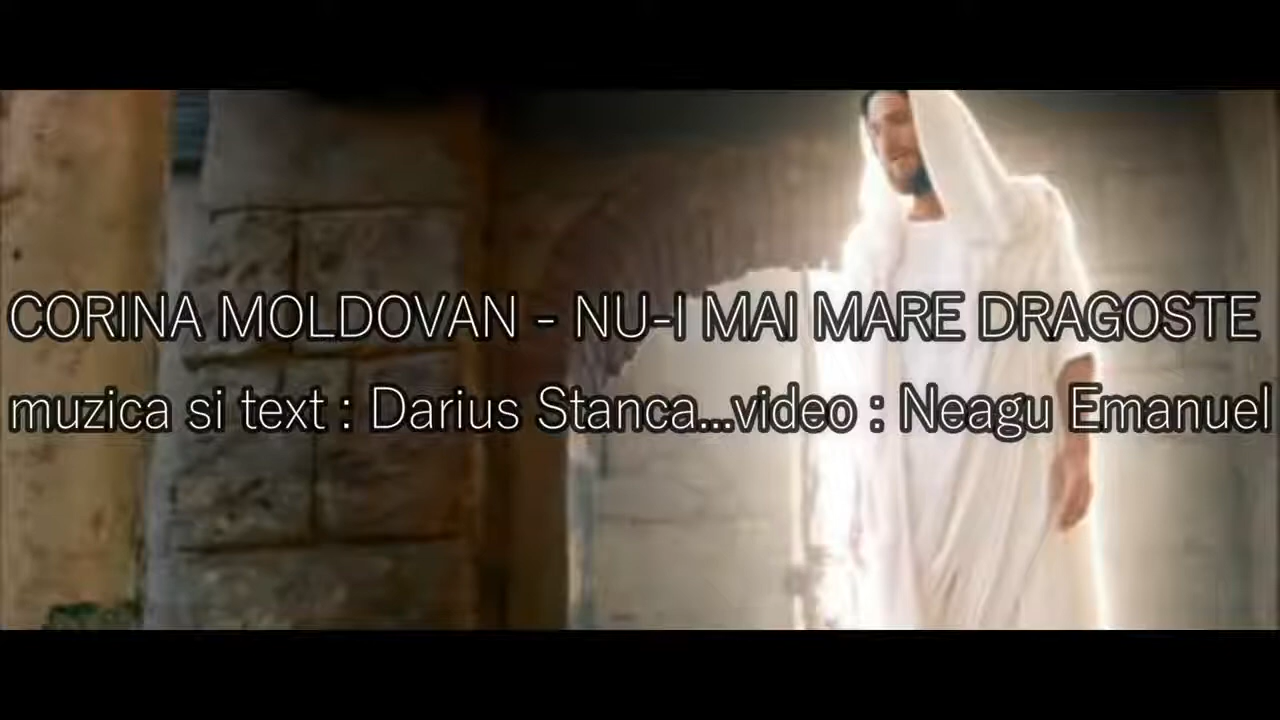 CORINA MOLDOVAN - NU-I MAI MARE DRAGOSTE
muzica si text : Darius Stanca...video : Neagu Emanuel